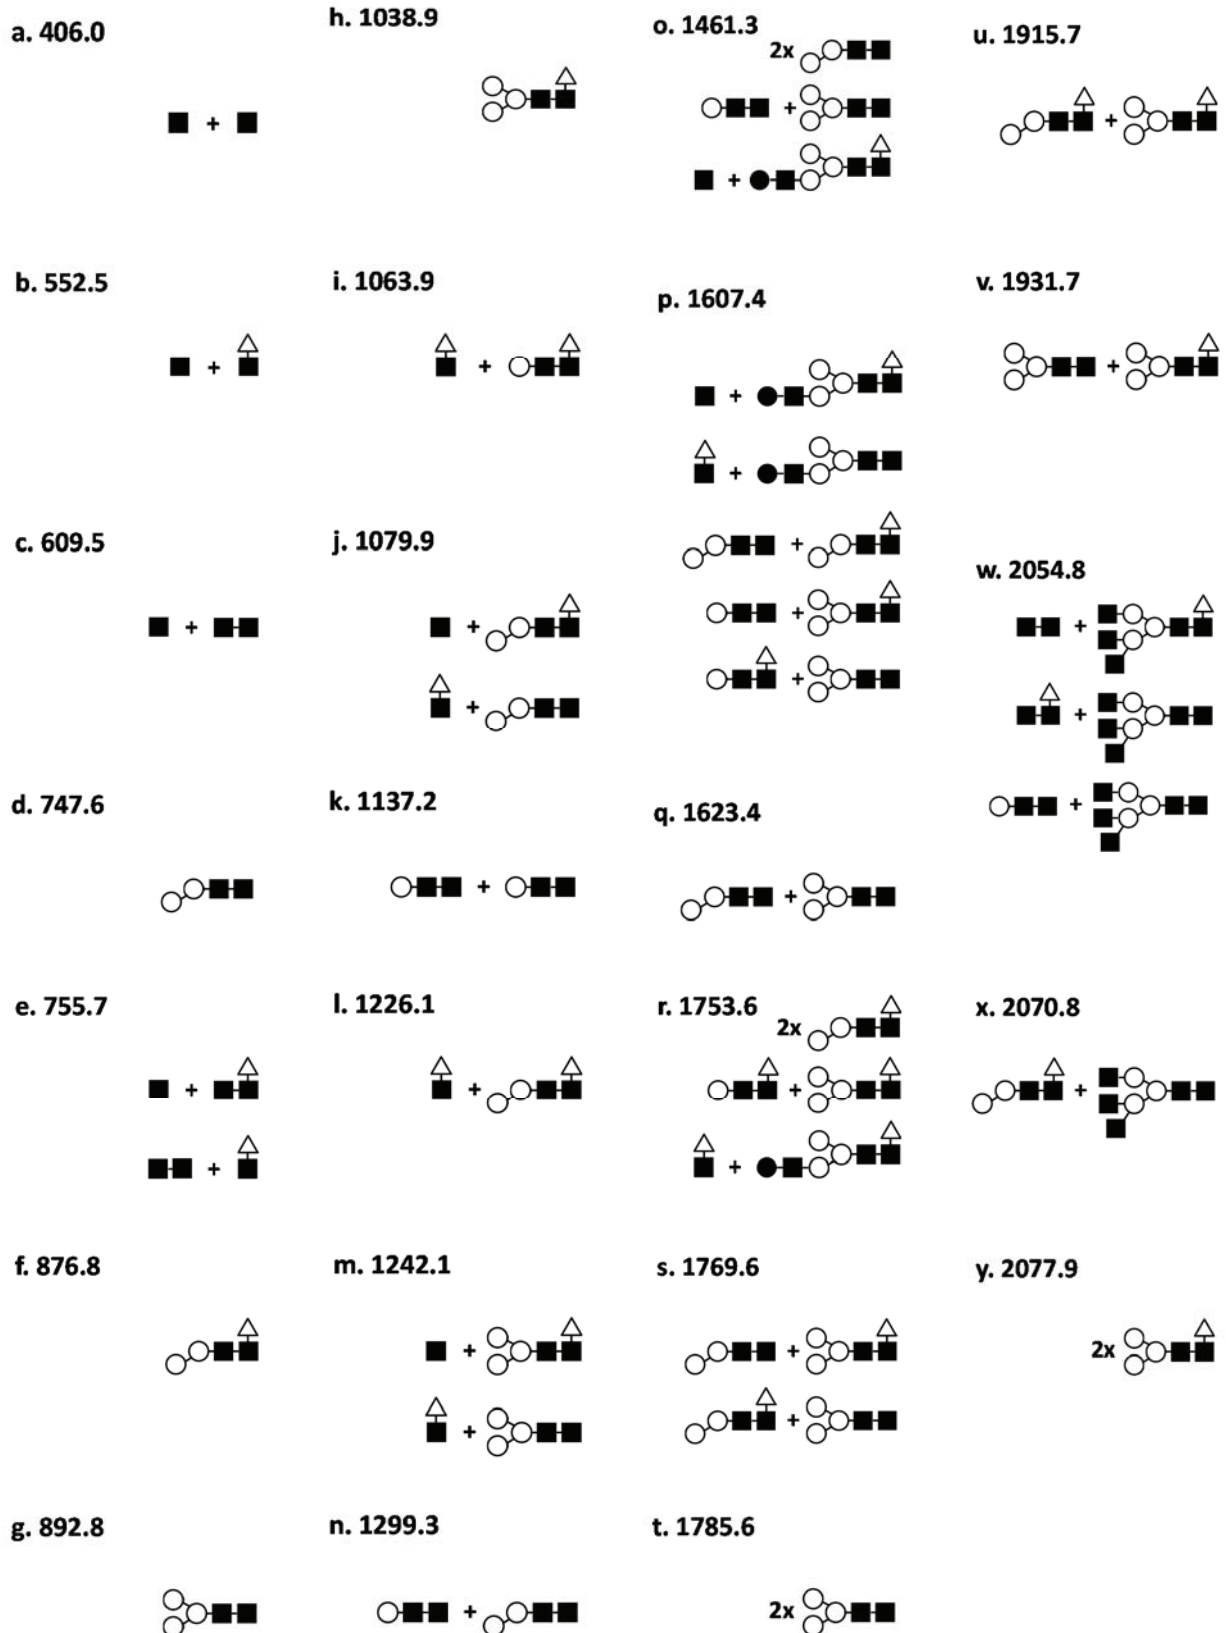 a. 406.0
+
b. 552.5
+
c. 609.5
+
d. 747.6
e. 755.7
+
+
f. 876.8
g. 892.8
h. 1038.9
i. 1063.9
+
j. 1079.9
+
+
k. 1137.2
+
l. 1226.1
+
m. 1242.1
+
+
n. 1299.3
+
o. 1461.3
2x
+
+
p. 1607.4
+
+
+
+
+
q. 1623.4
+
r. 1753.6
2x
+
+
s. 1769.6
+
+
t. 1785.6
2x
u. 1915.7
+
v. 1931.7
+
w. 2054.8
+
+
+
x. 2070.8
+
y. 2077.9
2x